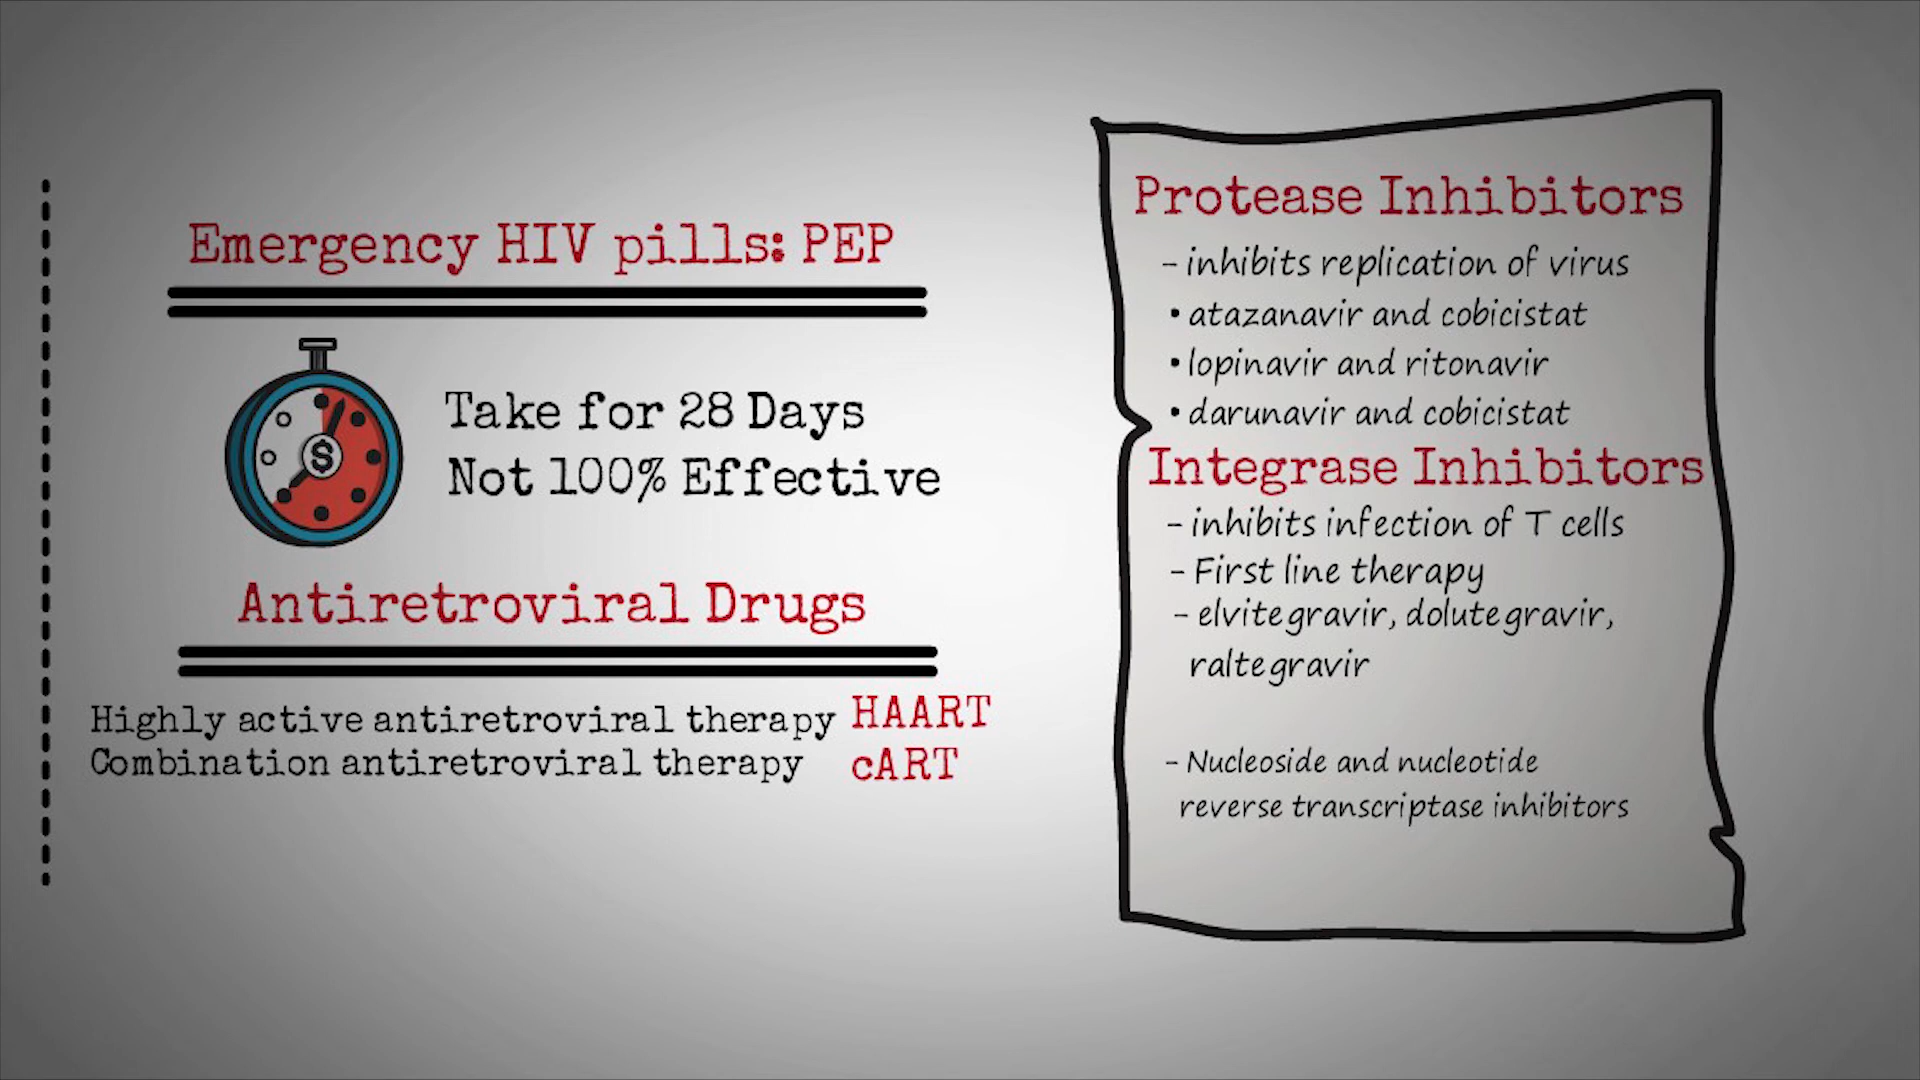 Emergency HIV pills: PEP
$
Take for 28 Days
Not 100% Effective
Antiretroviral Drugs
Highly active antiretroviral therapy HAART
Combination antiretroviral therapy cART
Protease Inhibitors
- inhibits replication of virus
• atazanavir and cobicistat
• lopinavir and ritonavir
• darunavir and cobicistat
Integrase Inhibitors
- inhibits infection of T cells
- First line therapy
- elvitegravir, dolutegravir,
raltegravir
- Nucleoside and nucleotide
reverse transcriptase inhibitors